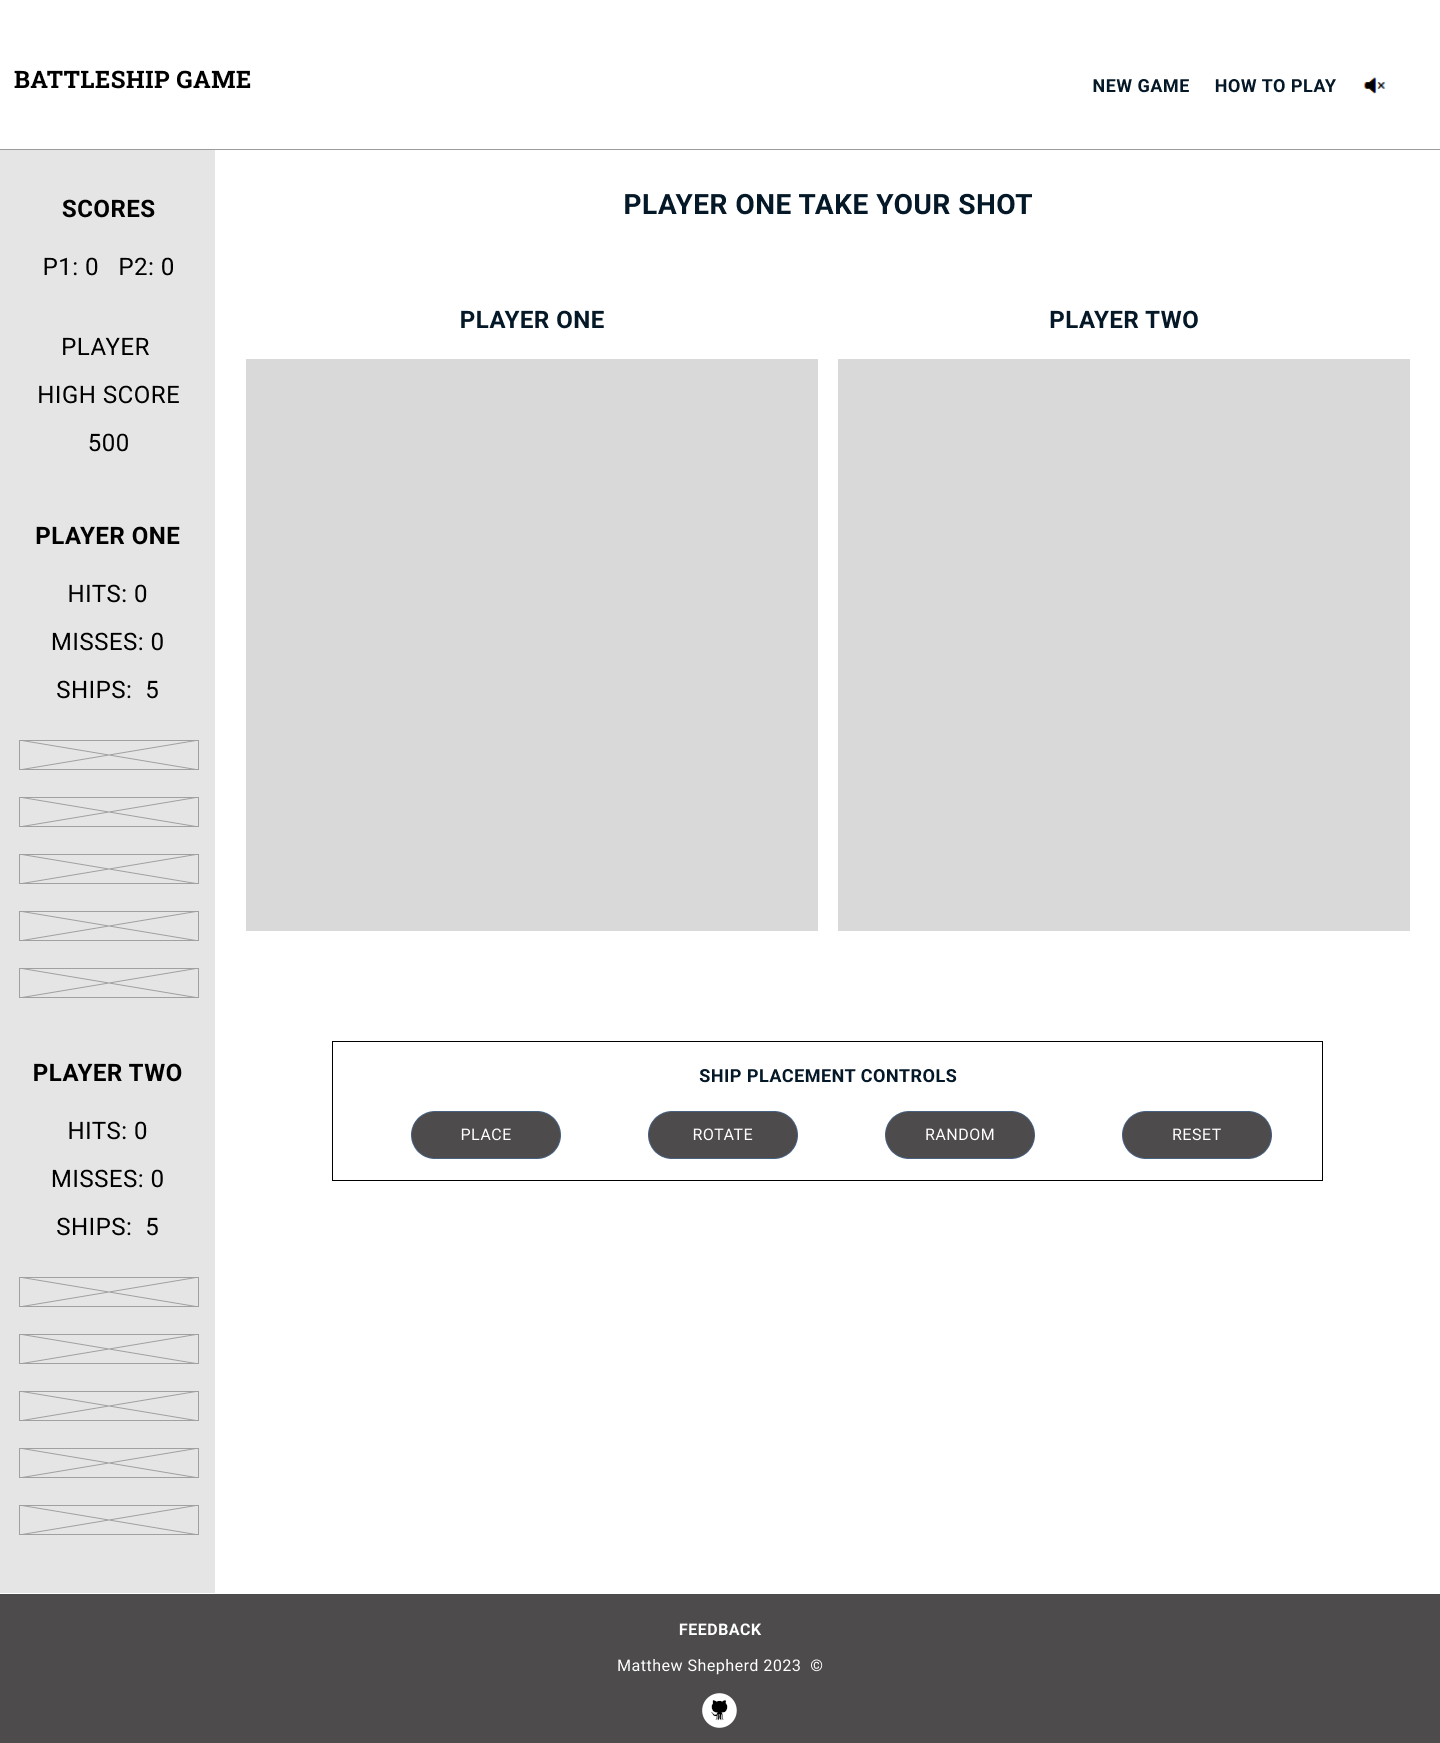 BATTLESHIP GAME
NEW GAME HOW TO PLAY
SCORES
P1: 0 P2: 0
PLAYER
HIGH SCORE
500
PLAYER ONE
HITS: 0
MISSES: 0
SHIPS: 5
PLAYER TWO
HITS: 0
MISSES: 0
SHIPS: 5
PLAYER ONE TAKE YOUR SHOT
PLAYER ONE
PLAYER TWO
SHIP PLACEMENT CONTROLS
PLACE ROTATE RANDOM RESET
FEEDBACK
Matthew Shepherd 2023 ©